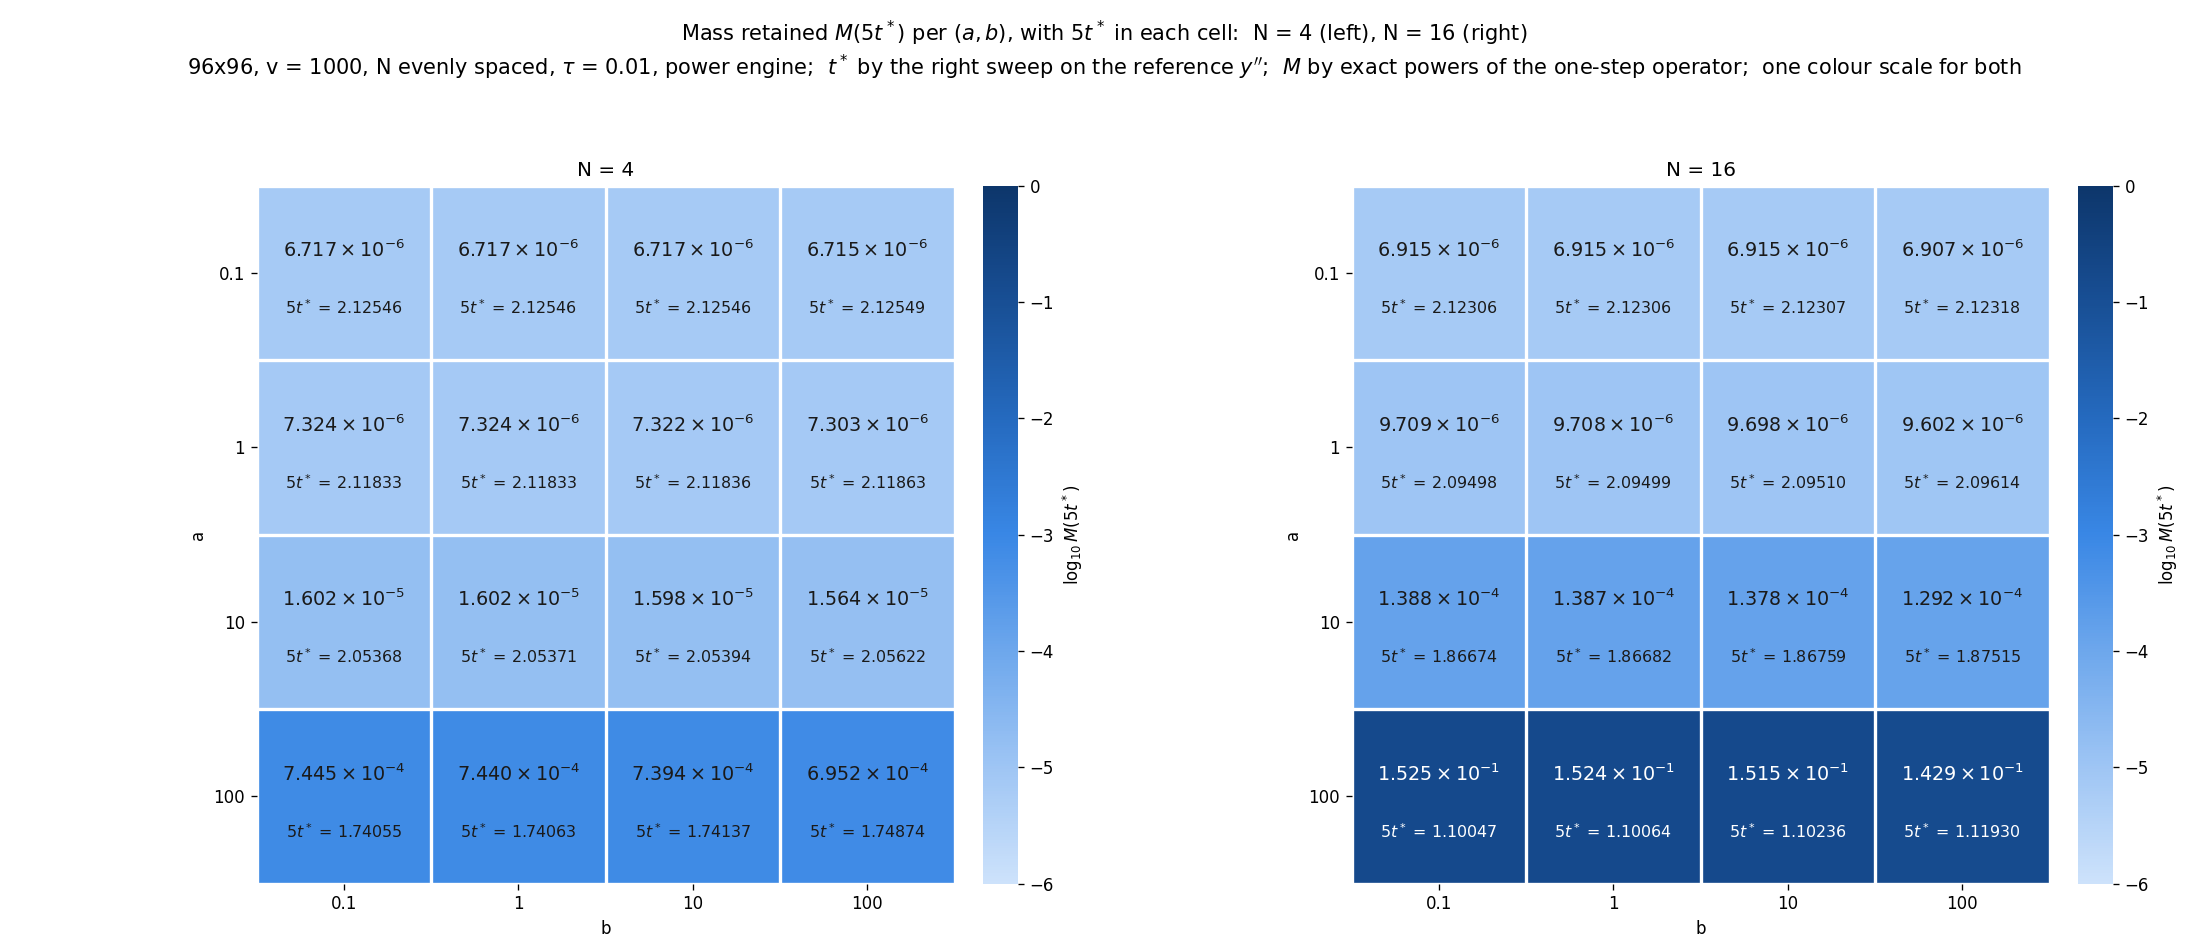 Mass retained M(5t*) per (a, b), with 5t* in each cell: N = 4 (left), N = 16 (right)
96x96, v = 1000, N evenly spaced, τ = 0.01, power engine; t* by the right sweep on the reference y′′; M by exact powers of the one-step operator; one colour scale for both
N = 4
6.717 × 10⁻⁶ 6.717 × 10⁻⁶ 6.717 × 10⁻⁶ 6.715 × 10⁻⁶
0.1
5t* = 2.12546 5t* = 2.12546 5t* = 2.12546 5t* = 2.12549
7.324 × 10⁻⁶ 7.324 × 10⁻⁶ 7.322 × 10⁻⁶ 7.303 × 10⁻⁶
1
5t* = 2.11833 5t* = 2.11833 5t* = 2.11836 5t* = 2.11863
a
1.602 × 10⁻⁵ 1.602 × 10⁻⁵ 1.598 × 10⁻⁵ 1.564 × 10⁻⁵
10
5t* = 2.05368 5t* = 2.05371 5t* = 2.05394 5t* = 2.05622
7.445 × 10⁻⁴ 7.440 × 10⁻⁴ 7.394 × 10⁻⁴ 6.952 × 10⁻⁴
100
5t* = 1.74055 5t* = 1.74063 5t* = 1.74137 5t* = 1.74874
0.1 1 10 100
b
0
−1
−2
−3
−4
−5
−6
log₁₀ M(5t*)
N = 16
6.915 × 10⁻⁶ 6.915 × 10⁻⁶ 6.915 × 10⁻⁶ 6.907 × 10⁻⁶
0.1
5t* = 2.12306 5t* = 2.12306 5t* = 2.12307 5t* = 2.12318
9.709 × 10⁻⁶ 9.708 × 10⁻⁶ 9.698 × 10⁻⁶ 9.602 × 10⁻⁶
1
5t* = 2.09498 5t* = 2.09499 5t* = 2.09510 5t* = 2.09614
a
1.388 × 10⁻⁴ 1.387 × 10⁻⁴ 1.378 × 10⁻⁴ 1.292 × 10⁻⁴
10
5t* = 1.86674 5t* = 1.86682 5t* = 1.86759 5t* = 1.87515
1.525 × 10⁻¹ 1.524 × 10⁻¹ 1.515 × 10⁻¹ 1.429 × 10⁻¹
100
5t* = 1.10047 5t* = 1.10064 5t* = 1.10236 5t* = 1.11930
0.1 1 10 100
b
0
−1
−2
−3
−4
−5
−6
log₁₀ M(5t*)